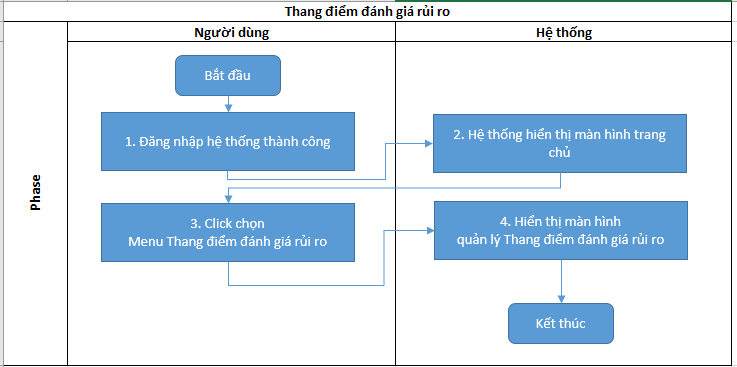 Thang điểm đánh giá rủi ro
Người dùng
Hệ thống
Phase
Bắt đầu
1. Đăng nhập hệ thống thành công
2. Hệ thống hiển thị màn hình trang
chủ
3. Click chọn
Menu Thang điểm đánh giá rủi ro
4. Hiển thị màn hình
quản lý Thang điểm đánh giá rủi ro
Kết thúc